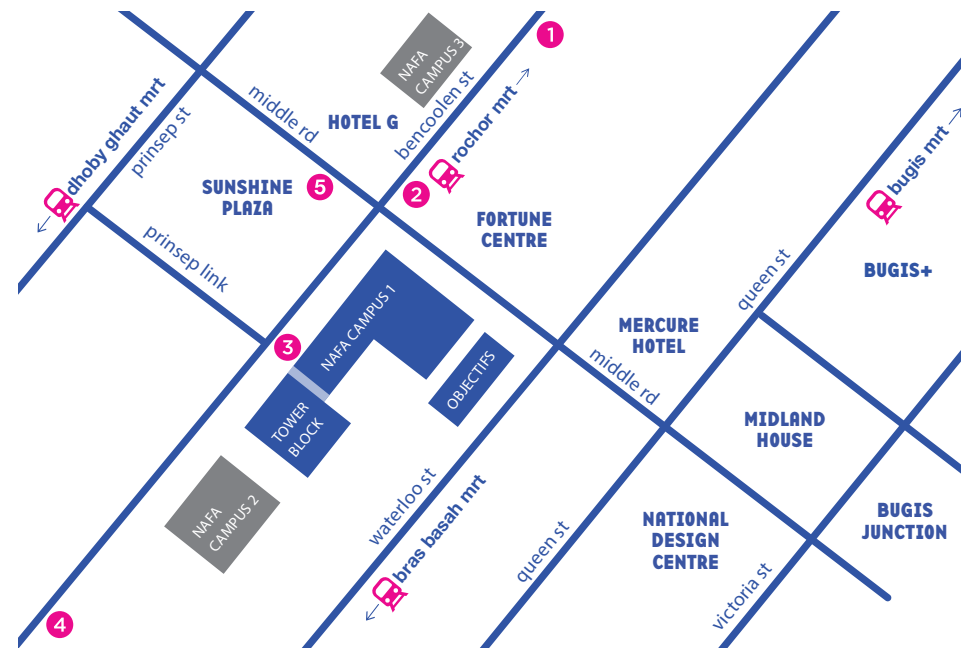 1
NAFA
CAMPUS 3
middle rd
HOTEL G
bencoolen st
rochor mrt
dhoby ghaut mrt
prinsep st
bugis mrt
SUNSHINE
PLAZA
5
2
FORTUNE
CENTRE
prinsep link
queen st
BUGIS+
NAFA CAMPUS 1
3
MERCURE
HOTEL
OBJECTIFS
middle rd
TOWER
BLOCK
MIDLAND
HOUSE
NAFA
CAMPUS 2
waterloo st
bras basah mrt
queen st
NATIONAL
DESIGN
CENTRE
BUGIS
JUNCTION
victoria st
4